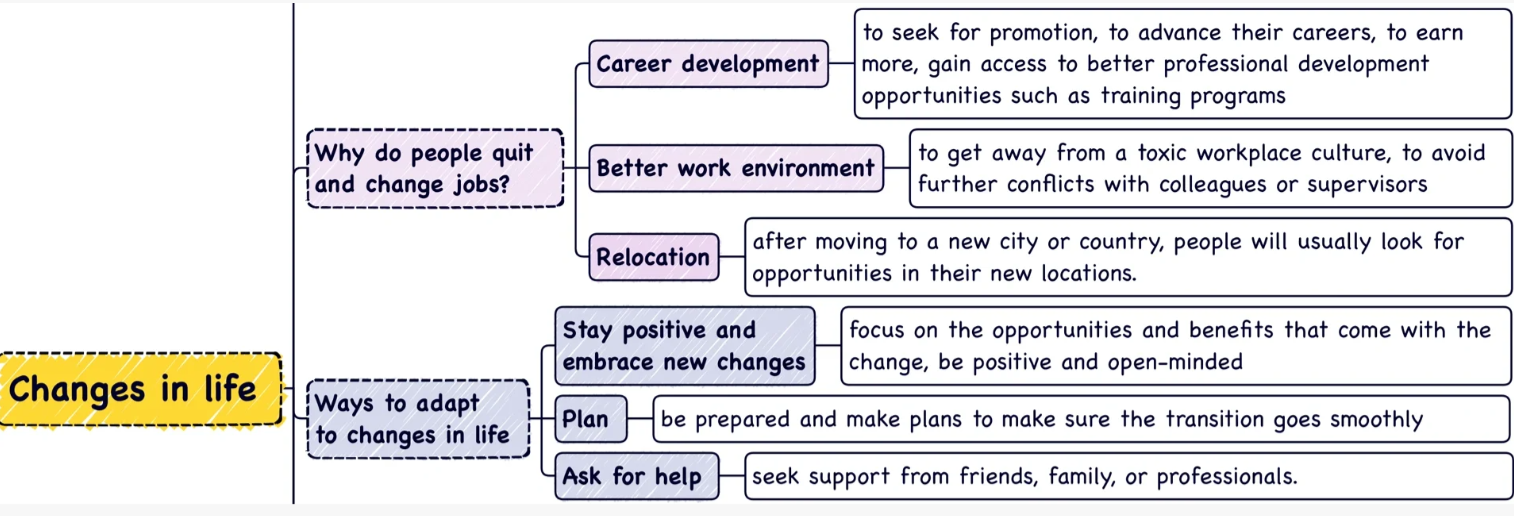 Changes in life
Why do people quit
and change jobs?
Career development
to seek for promotion, to advance their careers, to earn
more, gain access to better professional development
opportunities such as training programs
Better work environment
to get away from a toxic workplace culture, to avoid
further conflicts with colleagues or supervisors
Relocation
after moving to a new city or country, people will usually look for
opportunities in their new locations.
Ways to adapt
to changes in life
Stay positive and
embrace new changes
focus on the opportunities and benefits that come with the
change, be positive and open-minded
Plan
be prepared and make plans to make sure the transition goes smoothly
Ask for help
seek support from friends, family, or professionals.